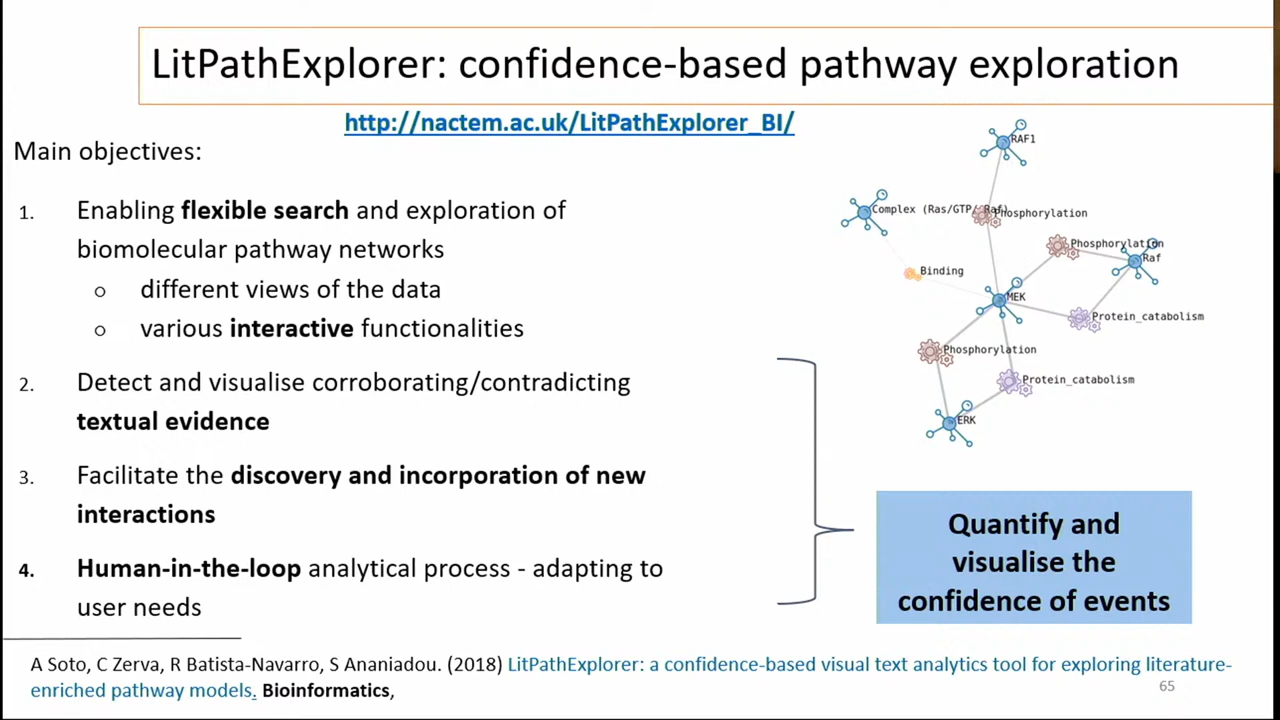 LitPathExplorer: confidence-based pathway exploration
http://nactem.ac.uk/LitPathExplorer_BI/
Main objectives:
1. Enabling flexible search and exploration of
biomolecular pathway networks
o different views of the data
o various interactive functionalities
2. Detect and visualise corroborating/contradicting
textual evidence
3. Facilitate the discovery and incorporation of new
interactions
4. Human-in-the-loop analytical process - adapting to
user needs
RAF1
Complex (Ras/GTP/ Raf)
Phosphorylation
Phosphorylation
Raf
Binding
MEK
Protein_catabolism
Phosphorylation
Protein_catabolism
ERK
Quantify and
visualise the
confidence of events
A Soto, C Zerva, R Batista-Navarro, S Ananiadou. (2018) LitPathExplorer: a confidence-based visual text analytics tool for exploring literature-
enriched pathway models. Bioinformatics,
65